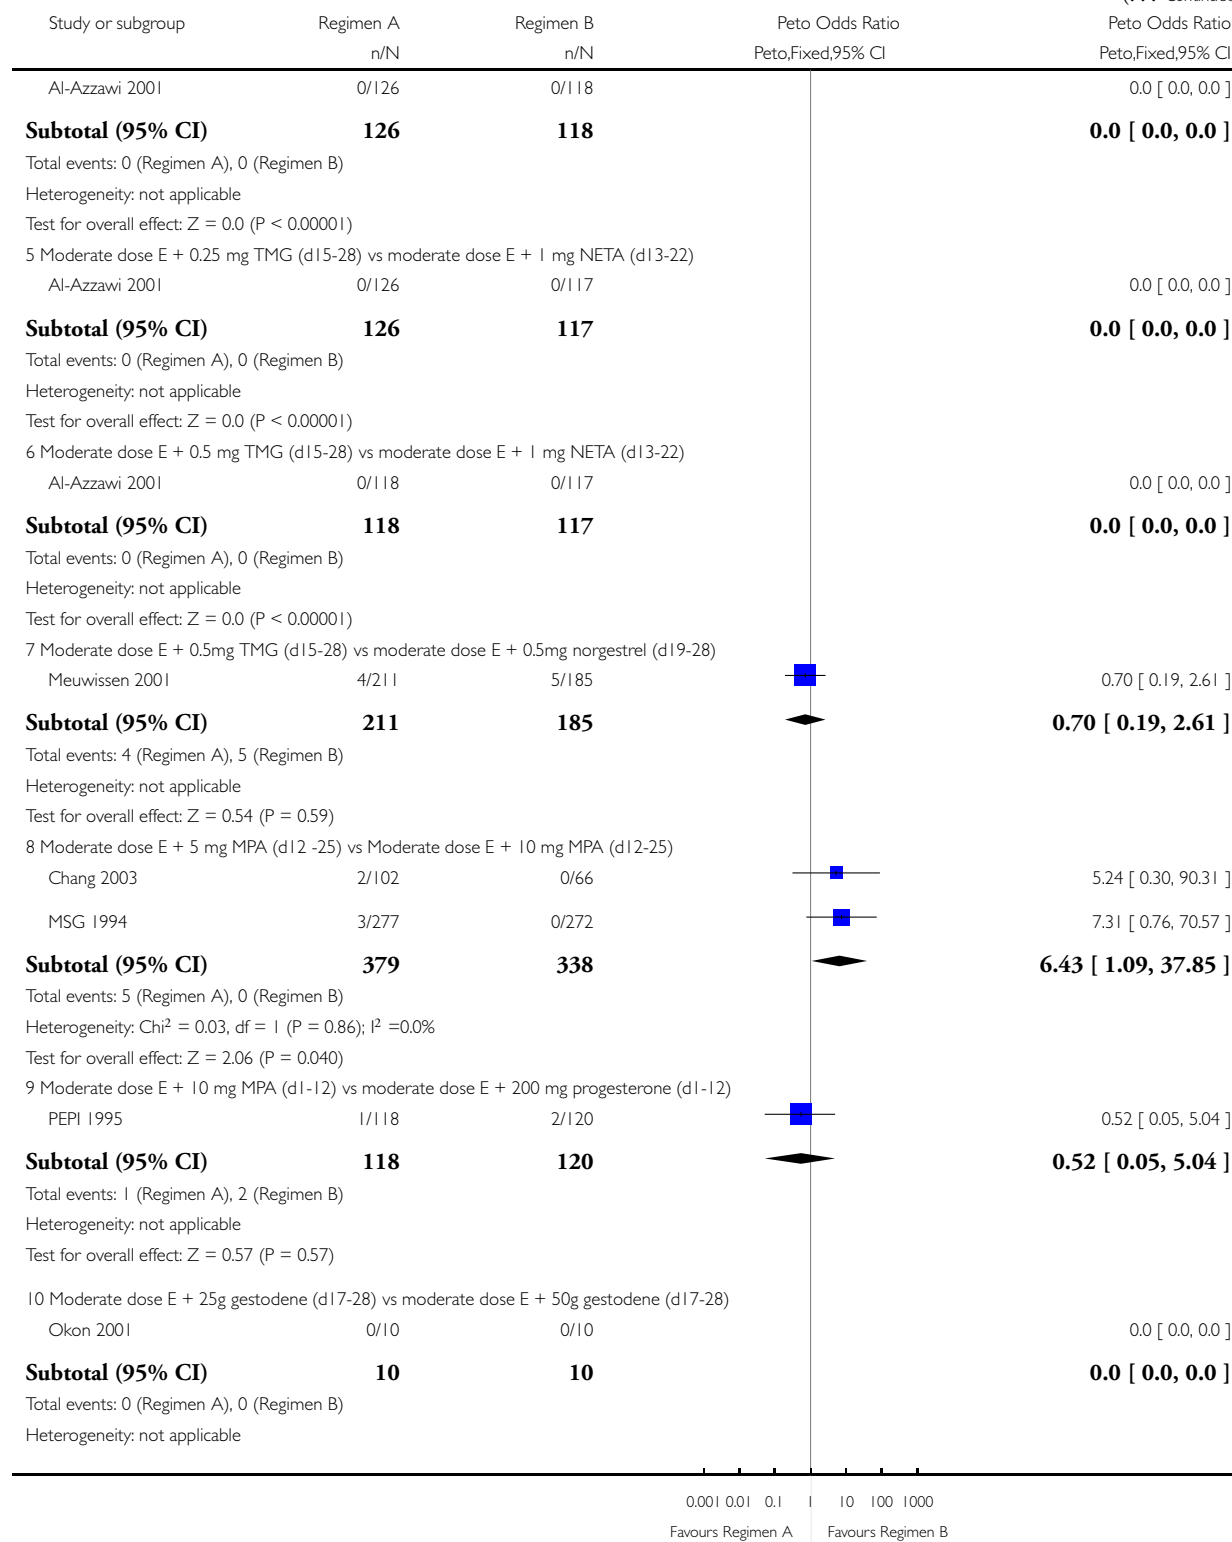 Study or subgroup Regimen A Regimen B Peto Odds Ratio Peto Odds Ratio
n/N n/N Peto,Fixed,95% CI Peto,Fixed,95% CI
Al-Azzawi 2001 0/126 0/118 0.0 [ 0.0, 0.0 ]
Subtotal (95% CI) 126 118 0.0 [ 0.0, 0.0 ]
Total events: 0 (Regimen A), 0 (Regimen B)
Heterogeneity: not applicable
Test for overall effect: Z = 0.0 (P < 0.00001)
5 Moderate dose E + 0.25 mg TMG (d15-28) vs moderate dose E + 1 mg NETA (d13-22)
Al-Azzawi 2001 0/126 0/117 0.0 [ 0.0, 0.0 ]
Subtotal (95% CI) 126 117 0.0 [ 0.0, 0.0 ]
Total events: 0 (Regimen A), 0 (Regimen B)
Heterogeneity: not applicable
Test for overall effect: Z = 0.0 (P < 0.00001)
6 Moderate dose E + 0.5 mg TMG (d15-28) vs moderate dose E + 1 mg NETA (d13-22)
Al-Azzawi 2001 0/118 0/117 0.0 [ 0.0, 0.0 ]
Subtotal (95% CI) 118 117 0.0 [ 0.0, 0.0 ]
Total events: 0 (Regimen A), 0 (Regimen B)
Heterogeneity: not applicable
Test for overall effect: Z = 0.0 (P < 0.00001)
7 Moderate dose E + 0.5mg TMG (d15-28) vs moderate dose E + 0.5mg norgestrel (d19-28)
Meuwissen 2001 4/211 5/185 0.70 [ 0.19, 2.61 ]
Subtotal (95% CI) 211 185 0.70 [ 0.19, 2.61 ]
Total events: 4 (Regimen A), 5 (Regimen B)
Heterogeneity: not applicable
Test for overall effect: Z = 0.54 (P = 0.59)
8 Moderate dose E + 5 mg MPA (d12 -25) vs Moderate dose E + 10 mg MPA (d12-25)
Chang 2003 2/102 0/66 5.24 [ 0.30, 90.31 ]
MSG 1994 3/277 0/272 7.31 [ 0.76, 70.57 ]
Subtotal (95% CI) 379 338 6.43 [ 1.09, 37.85 ]
Total events: 5 (Regimen A), 0 (Regimen B)
Heterogeneity: Chi² = 0.03, df = 1 (P = 0.86); I² =0.0%
Test for overall effect: Z = 2.06 (P = 0.040)
9 Moderate dose E + 10 mg MPA (d1-12) vs moderate dose E + 200 mg progesterone (d1-12)
PEPI 1995 1/118 2/120 0.52 [ 0.05, 5.04 ]
Subtotal (95% CI) 118 120 0.52 [ 0.05, 5.04 ]
Total events: 1 (Regimen A), 2 (Regimen B)
Heterogeneity: not applicable
Test for overall effect: Z = 0.57 (P = 0.57)
10 Moderate dose E + 25g gestodene (d17-28) vs moderate dose E + 50g gestodene (d17-28)
Okon 2001 0/10 0/10 0.0 [ 0.0, 0.0 ]
Subtotal (95% CI) 10 10 0.0 [ 0.0, 0.0 ]
Total events: 0 (Regimen A), 0 (Regimen B)
Heterogeneity: not applicable
0.001 0.01 0.1 1 10 100 1000
Favours Regimen A Favours Regimen B